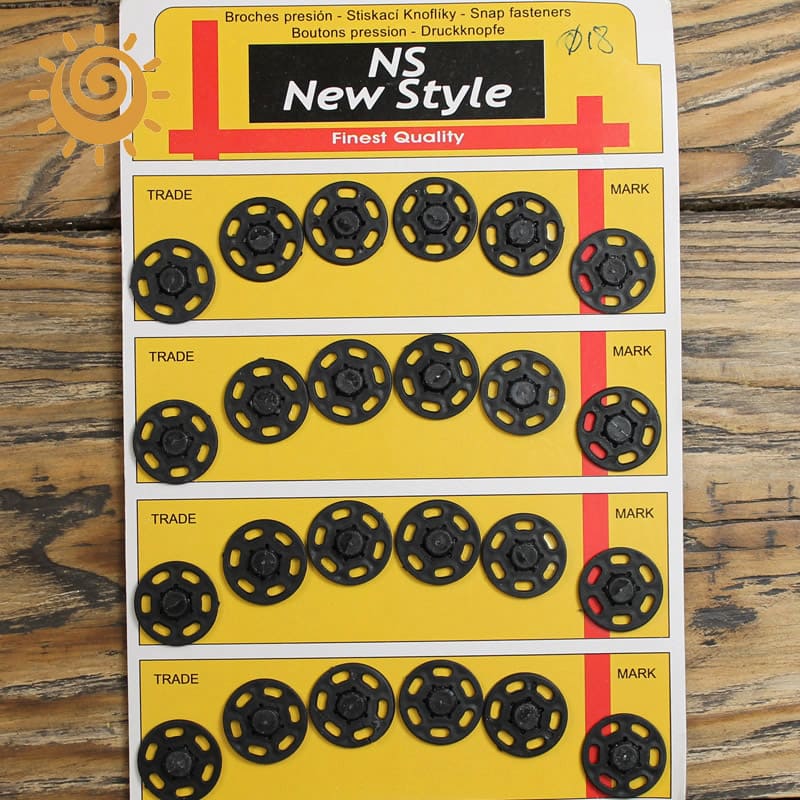 Broches presión - Stiskací Knoflíky - Snap fasteners
Boutons pression - Druckknopfe
Ø18
NS
New Style
Finest Quality
TRADE MARK
TRADE MARK
TRADE MARK
TRADE MARK